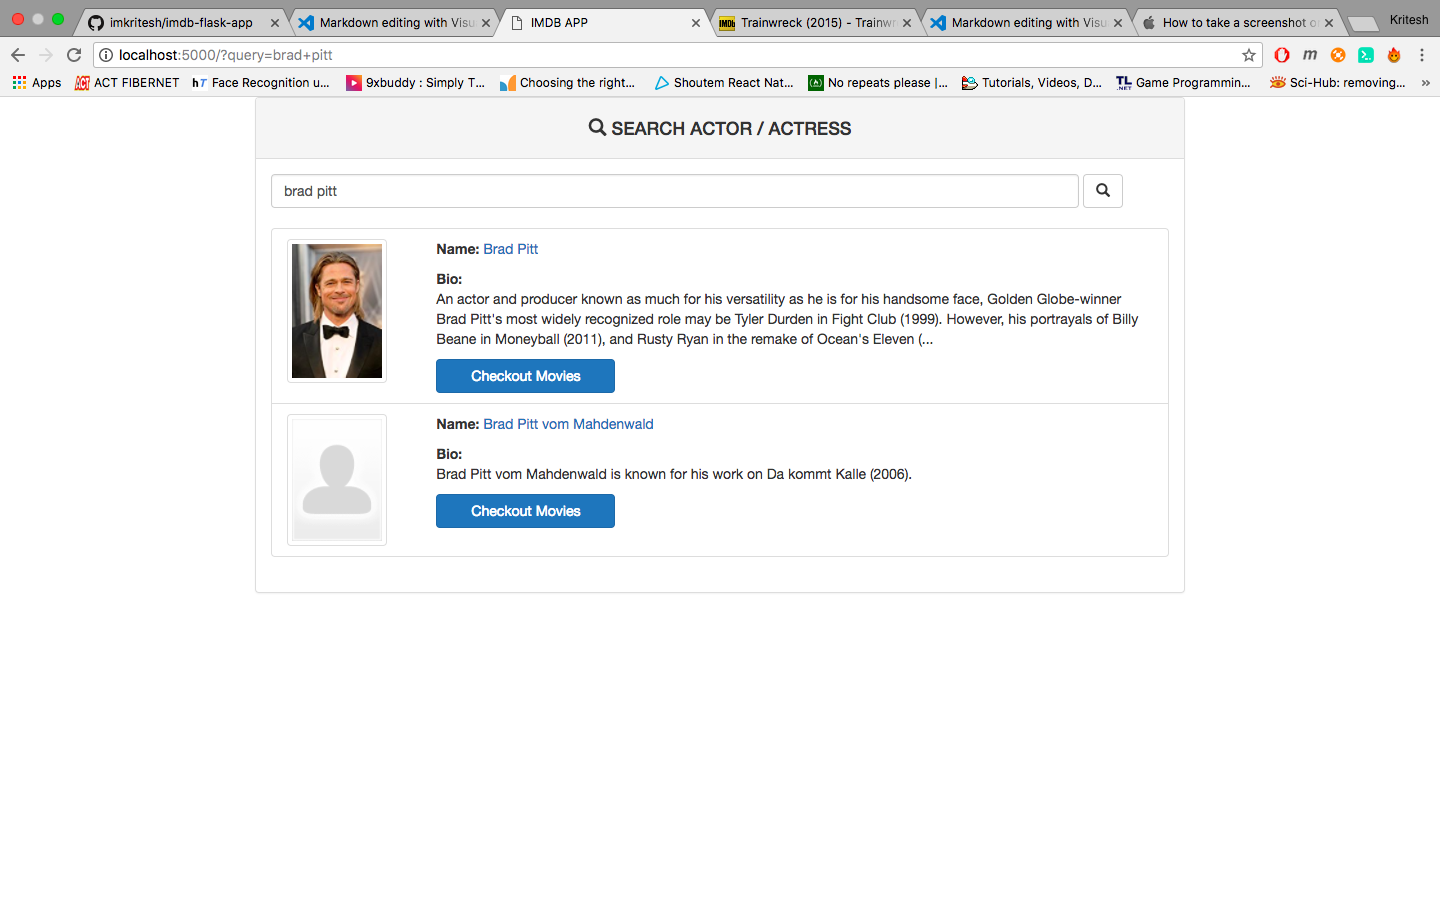 imkritesh/imdb-flask-app
Markdown editing with Visu
IMDB APP
IMDb Trainwreck (2015) - Trainwr
Markdown editing with Visu
How to take a screenshot o
Kritesh
localhost:5000/?query=brad+pitt
m
Apps
ACT ACT FIBERNET
hT Face Recognition u...
9xbuddy : Simply T...
Choosing the right...
Shoutem React Nat...
No repeats please |...
Tutorials, Videos, D...
TL .NET Game Programmin...
Sci-Hub: removing...
»
SEARCH ACTOR / ACTRESS
brad pitt
Name: Brad Pitt
Bio:
An actor and producer known as much for his versatility as he is for his handsome face, Golden Globe-winner
Brad Pitt's most widely recognized role may be Tyler Durden in Fight Club (1999). However, his portrayals of Billy
Beane in Moneyball (2011), and Rusty Ryan in the remake of Ocean's Eleven (...
Checkout Movies
Name: Brad Pitt vom Mahdenwald
Bio:
Brad Pitt vom Mahdenwald is known for his work on Da kommt Kalle (2006).
Checkout Movies